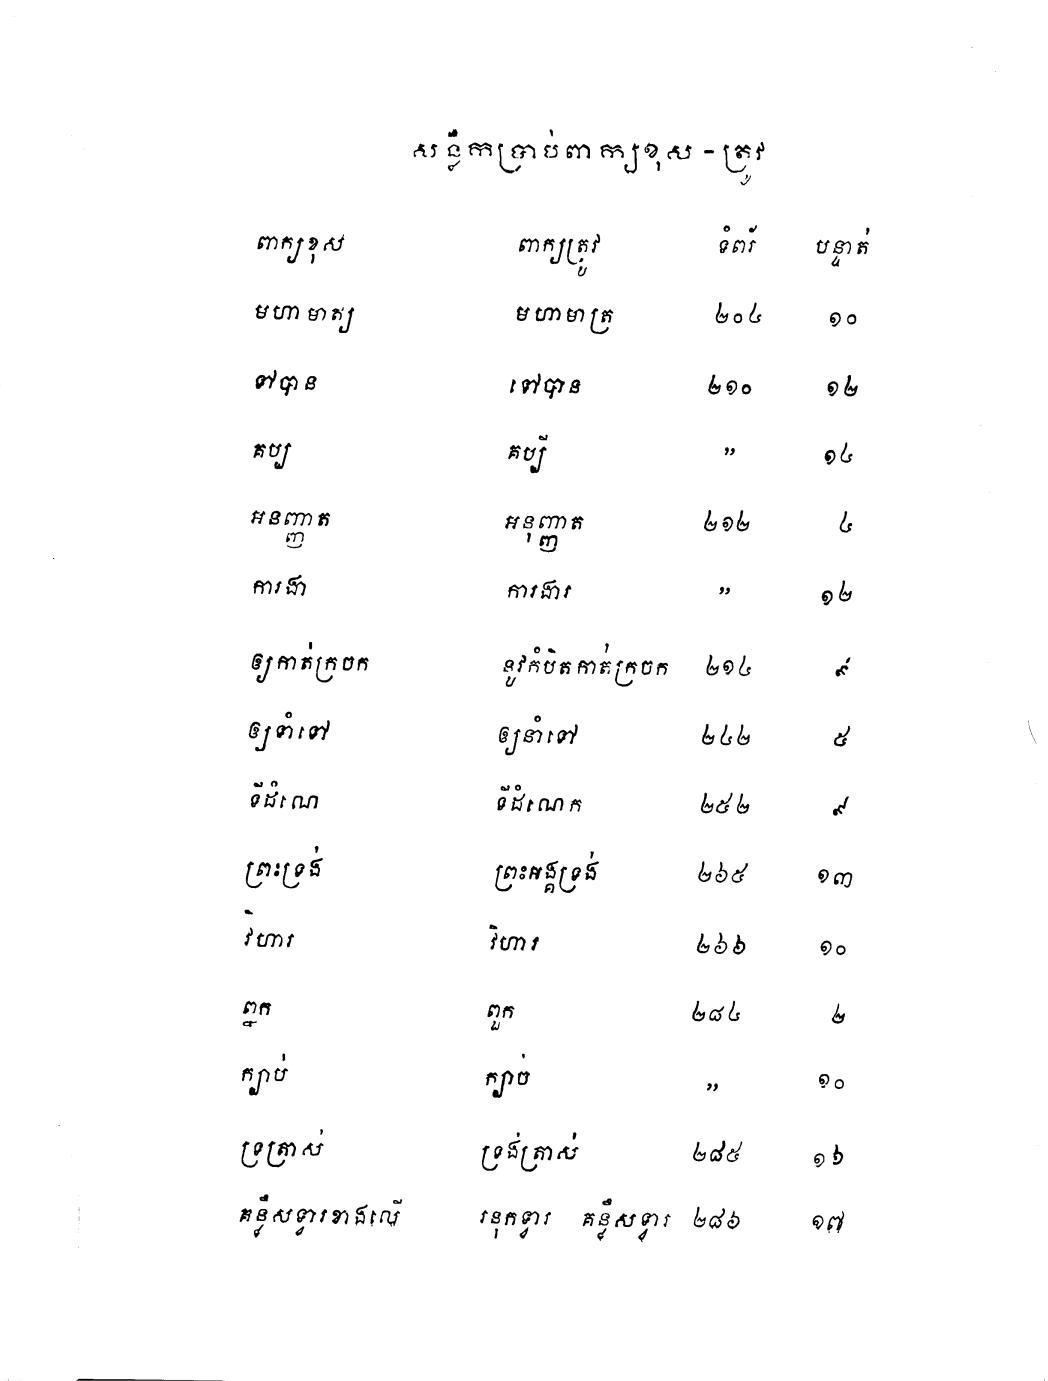 សន្លឹកប្រាប់ពាក្យខុស - ត្រូវ
ពាក្យខុស ពាក្យត្រូវ ទំព័រ បន្ទាត់
មហាមាត្យ មហាមាត្រ ២០៤ ១០
ទៅបាន ទៅបាន ២១០ ១២
គប្ប គប្បី " ១៤
អនញ្ញាត អនុញ្ញាត ២១២ ៤
ការងា ការងារ " ១២
ឲ្យកាត់ក្រចក នូវកំបិតកាត់ក្រចក ២១៤ ៩
ឲ្យទាំទៅ ឲ្យនាំទៅ ២៤២ ៥
ទីដំណេ ទីដំណេក ២៥២ ៩
ព្រះទ្រង់ ព្រះអង្គទ្រង់ ២៦៥ ១៣
វិហារ វិហារ ២៦៦ ១០
ពួក ២៨៤ ២
ក្បាប់ ក្បាច់ " ១០
ទ្រត្រាស់ ទ្រង់ត្រាស់ ២៨៥ ១៦
គន្លឹះទ្វារខាងលើ រនុកទ្វារ គន្លឹះទ្វារ ២៨៦ ១៧